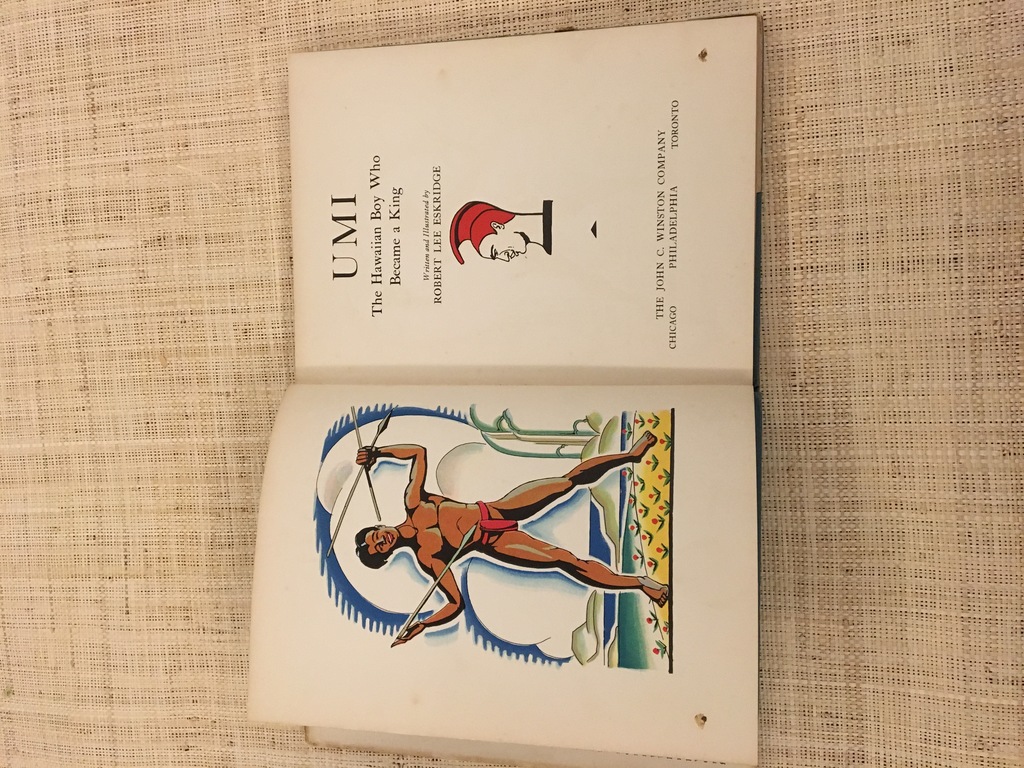 UMI
The Hawaiian Boy Who
Became a King
Written and Illustrated by
ROBERT LEE ESKRIDGE
THE JOHN C. WINSTON COMPANY
CHICAGO PHILADELPHIA TORONTO